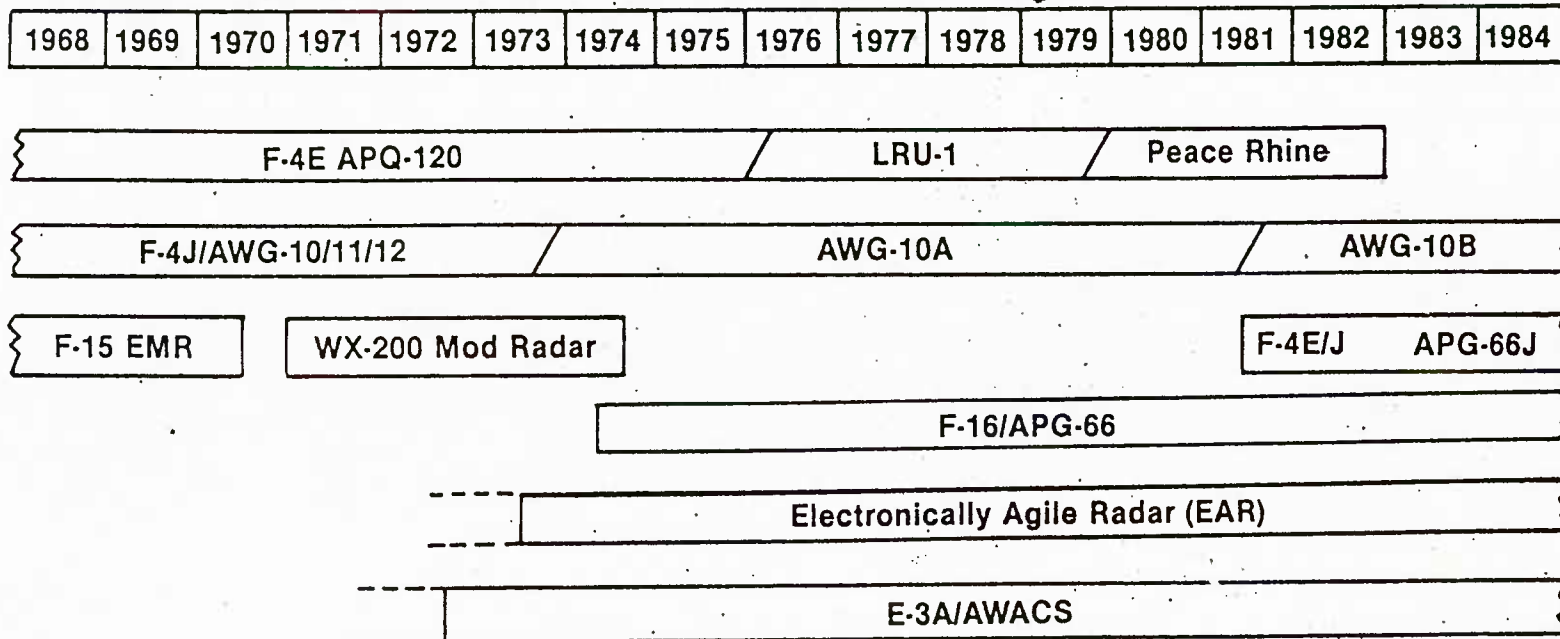 1968 1969 1970 1971 1972 1973 1974 1975 1976 1977 1978 1979 1980 1981 1982 1983 1984
F-4E APQ-120 LRU-1 Peace Rhine
F-4J/AWG-10/11/12 AWG-10A AWG-10B
F-15 EMR WX-200 Mod Radar F-4E/J APG-66J
F-16/APG-66
Electronically Agile Radar (EAR)
E-3A/AWACS